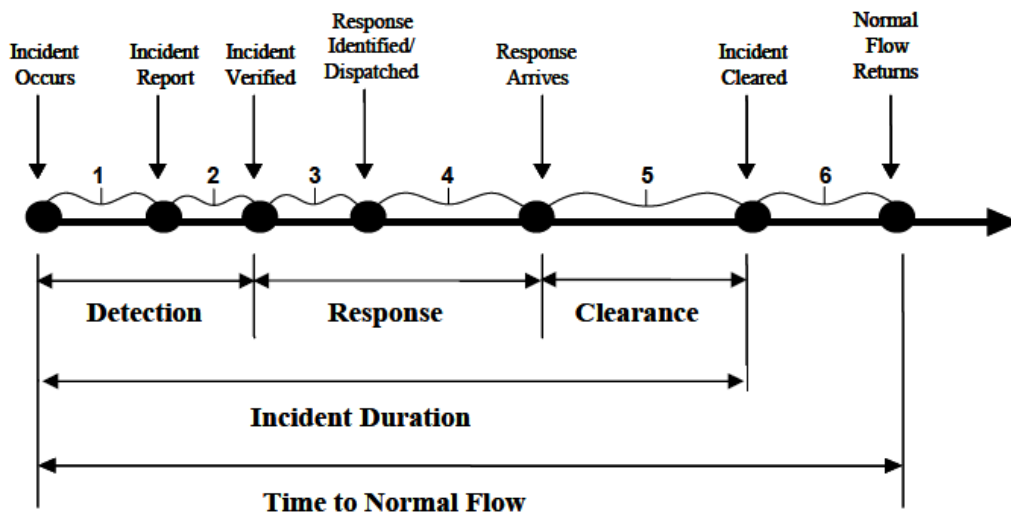 Incident
Occurs
Incident
Report
Incident
Verified
Response
Identified/
Dispatched
Response
Arrives
Incident
Cleared
Normal
Flow
Returns
1
2
3
4
5
6
Detection
Response
Clearance
Incident Duration
Time to Normal Flow